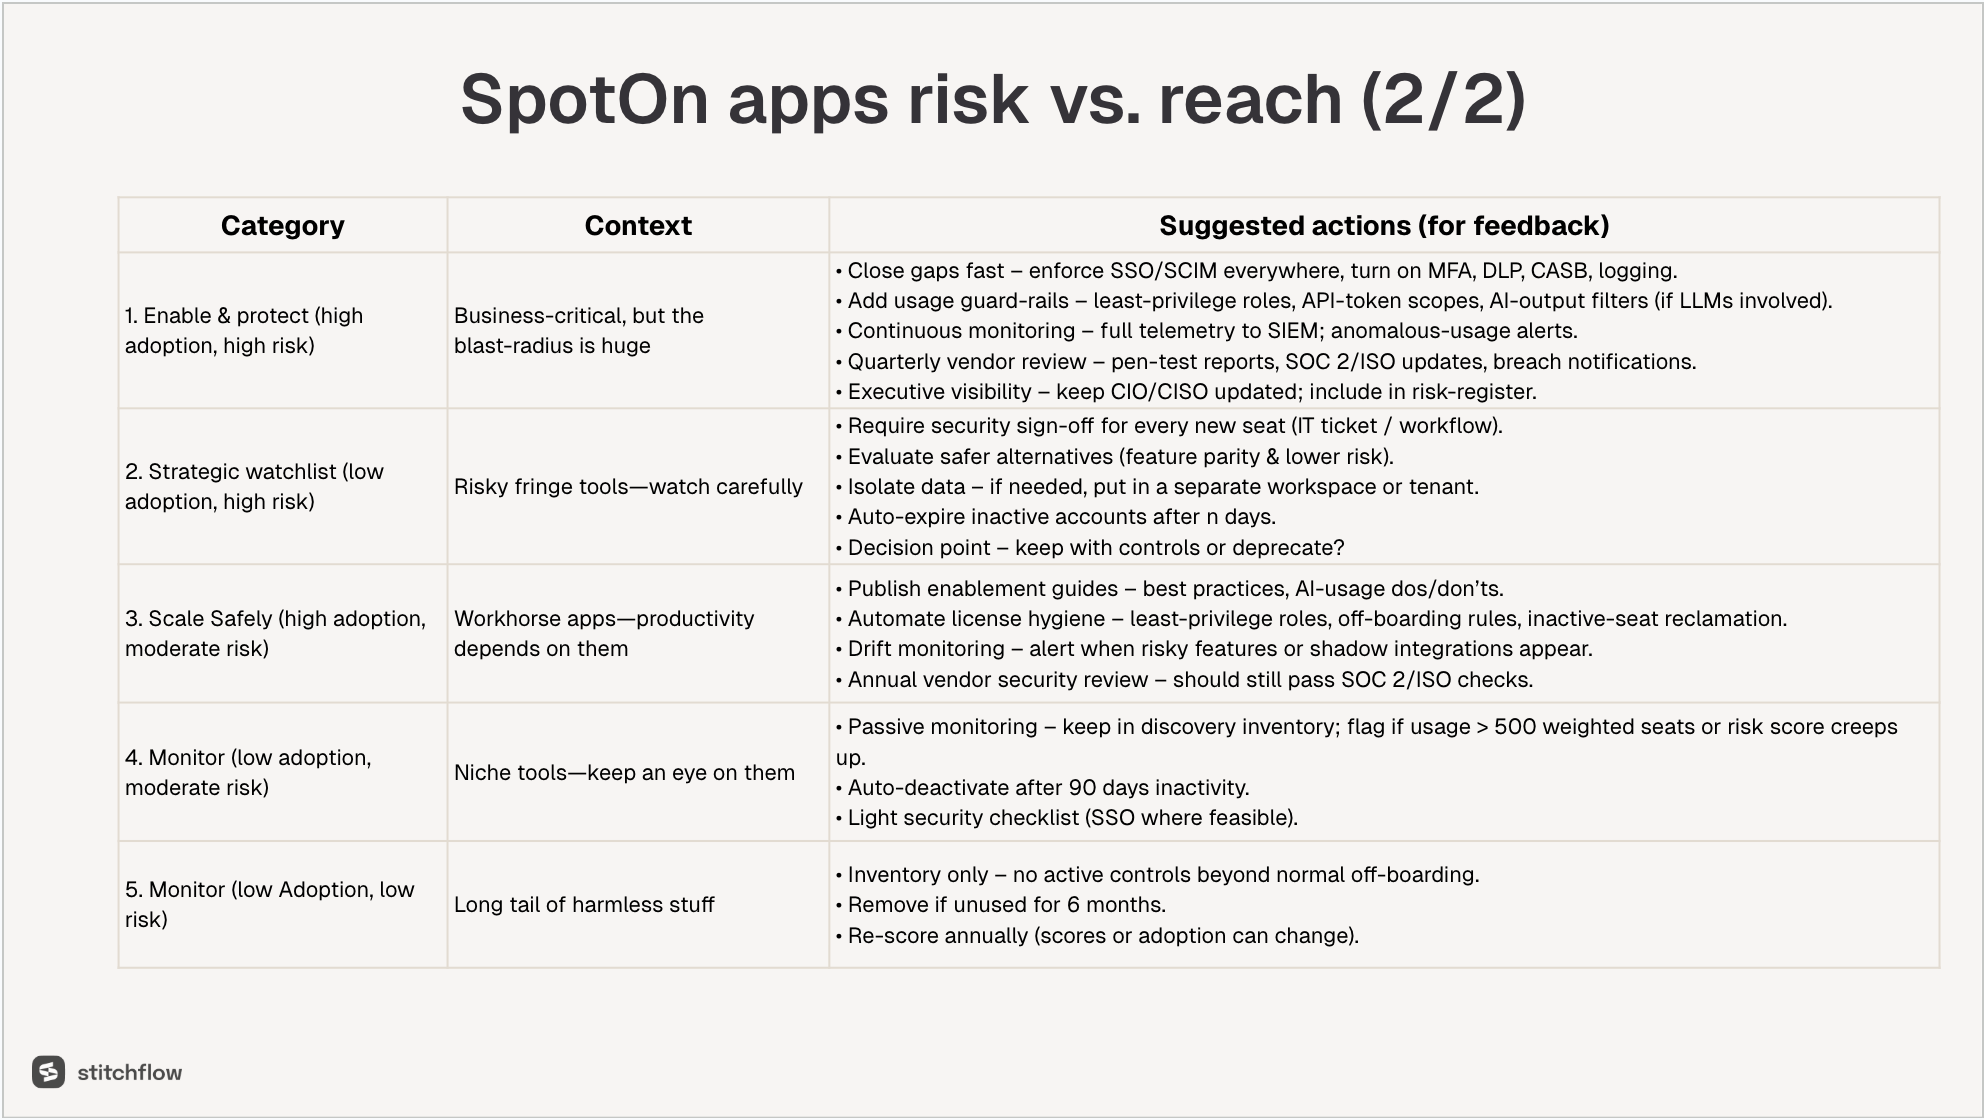 SpotOn apps risk vs. reach (2/2)
Category
Context
Suggested actions (for feedback)
1. Enable & protect (high
adoption, high risk)
Business-critical, but the
blast-radius is huge
• Close gaps fast – enforce SSO/SCIM everywhere, turn on MFA, DLP, CASB, logging.
• Add usage guard-rails – least-privilege roles, API-token scopes, AI-output filters (if LLMs involved).
• Continuous monitoring – full telemetry to SIEM; anomalous-usage alerts.
• Quarterly vendor review – pen-test reports, SOC 2/ISO updates, breach notifications.
• Executive visibility – keep CIO/CISO updated; include in risk-register.
2. Strategic watchlist (low
adoption, high risk)
Risky fringe tools—watch carefully
• Require security sign-off for every new seat (IT ticket / workflow).
• Evaluate safer alternatives (feature parity & lower risk).
• Isolate data – if needed, put in a separate workspace or tenant.
• Auto-expire inactive accounts after n days.
• Decision point – keep with controls or deprecate?
3. Scale Safely (high adoption,
moderate risk)
Workhorse apps—productivity
depends on them
• Publish enablement guides – best practices, AI-usage dos/don’ts.
• Automate license hygiene – least-privilege roles, off-boarding rules, inactive-seat reclamation.
• Drift monitoring – alert when risky features or shadow integrations appear.
• Annual vendor security review – should still pass SOC 2/ISO checks.
4. Monitor (low adoption,
moderate risk)
Niche tools—keep an eye on them
• Passive monitoring – keep in discovery inventory; flag if usage > 500 weighted seats or risk score creeps
up.
• Auto-deactivate after 90 days inactivity.
• Light security checklist (SSO where feasible).
5. Monitor (low Adoption, low
risk)
Long tail of harmless stuff
• Inventory only – no active controls beyond normal off-boarding.
• Remove if unused for 6 months.
• Re-score annually (scores or adoption can change).
stitchflow